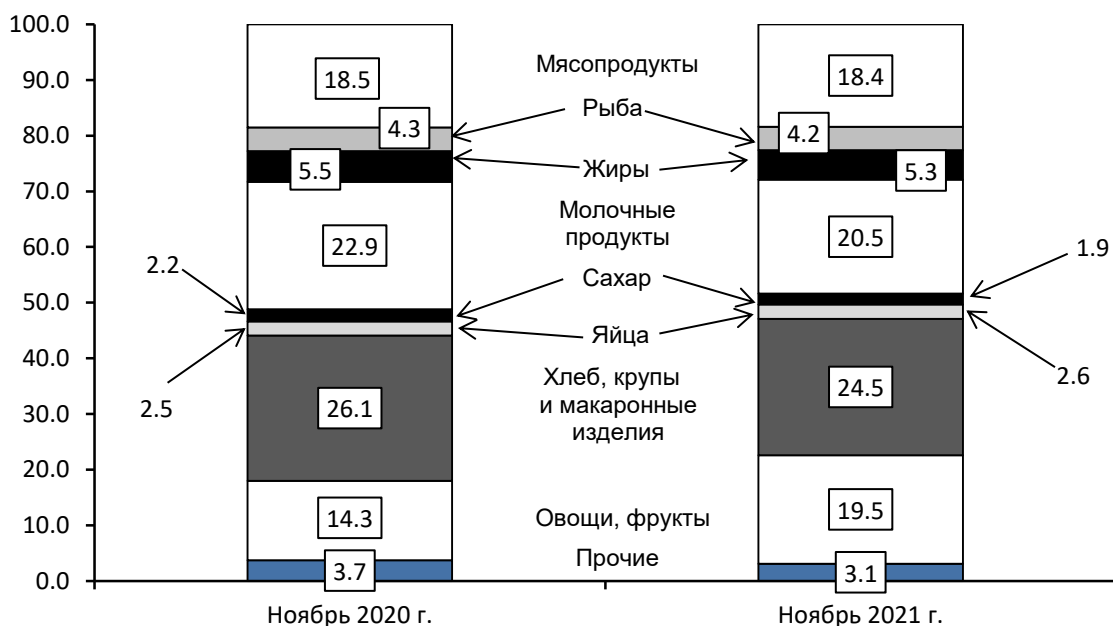 100.0
90.0
80.0
70.0
60.0
50.0
40.0
30.0
20.0
10.0
0.0
18.5
4.3
5.5
22.9
2.2
2.5
26.1
14.3
3.7
Мясопродукты
Рыба
Жиры
Молочные
продукты
Сахар
Яйца
Хлеб, крупы
и макаронные
изделия
Овощи, фрукты
Прочие
18.4
4.2
5.3
20.5
1.9
2.6
24.5
19.5
3.1
Ноябрь 2020 г.
Ноябрь 2021 г.